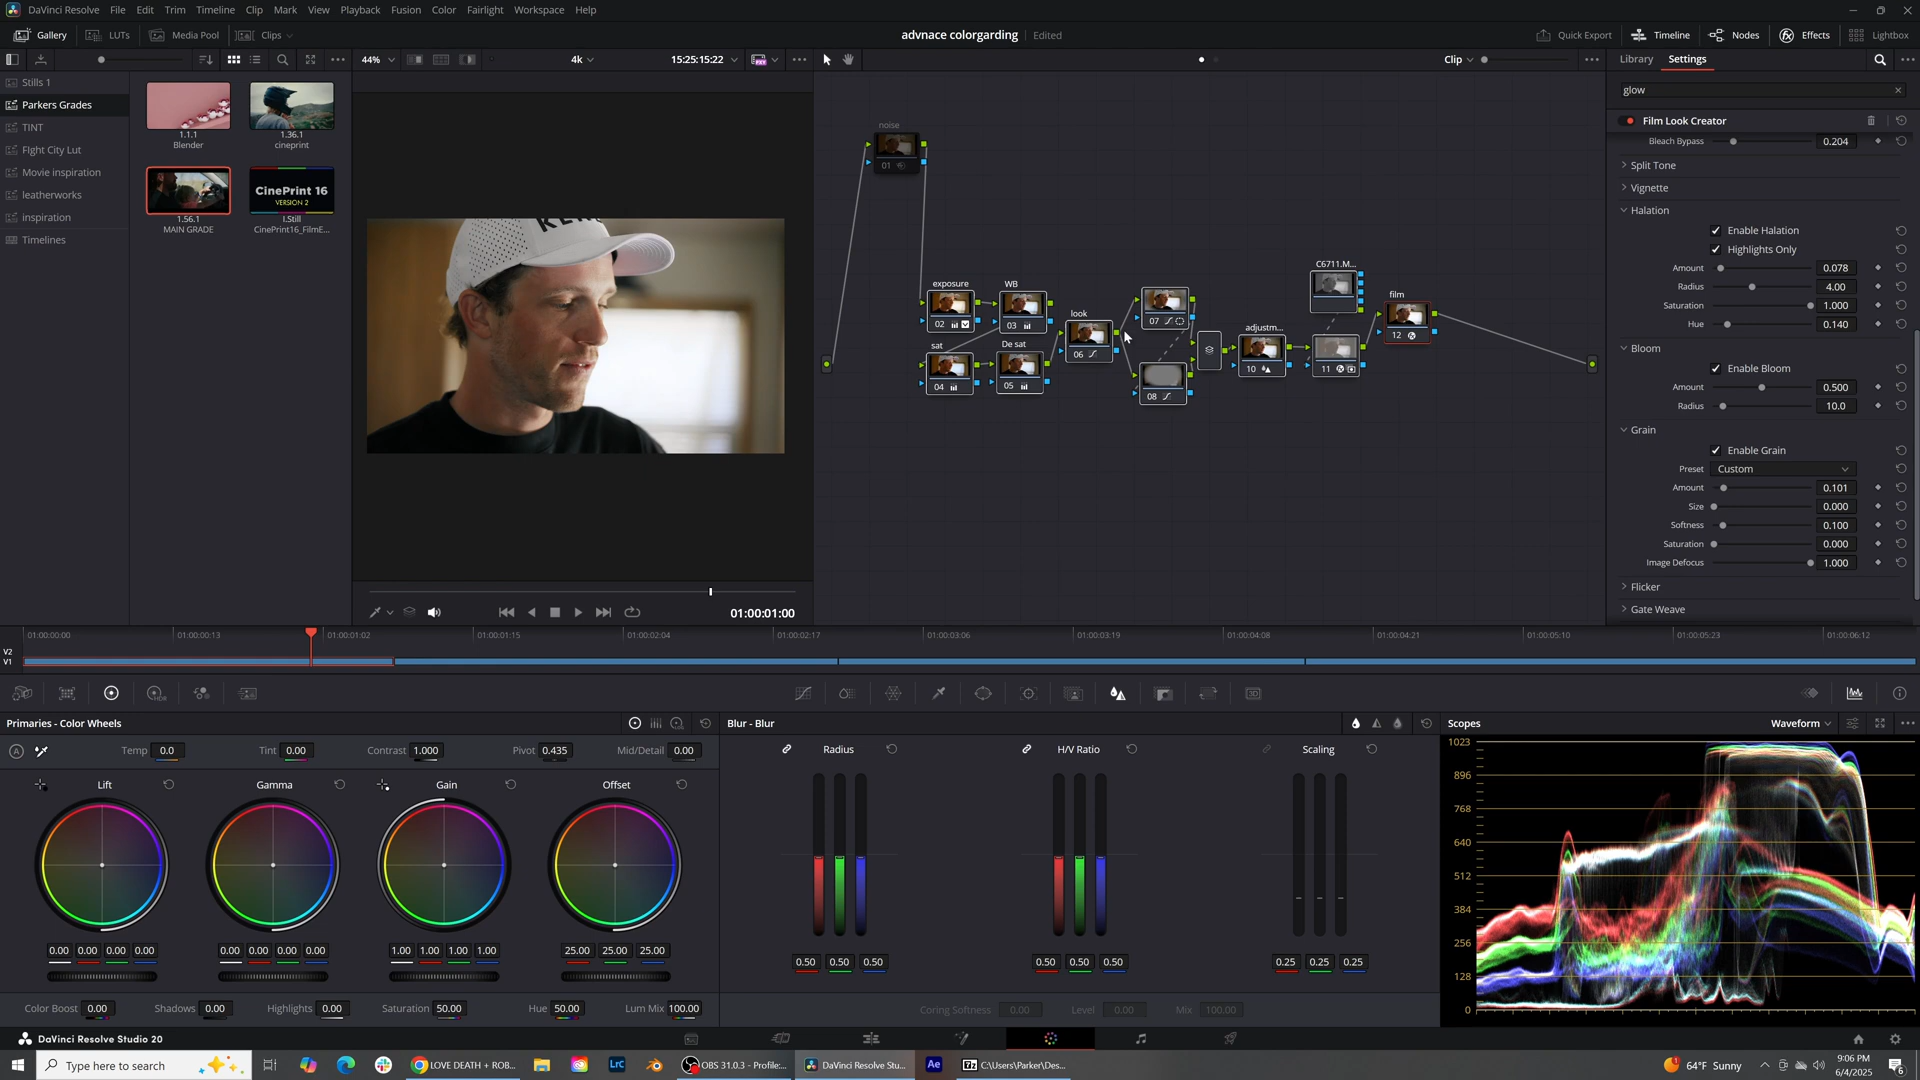 DaVinci Resolve File Edit Trim Timeline Clip Mark View Playback Fusion Color Fairlight Workspace Help
Gallery LUTs Media Pool Clips advnace colorgarding Edited Quick Export Timeline Nodes Effects Lightbox
44% 4k 15:25:15:22 Clip Library Settings
Stills 1
Parkers Grades
TINT
FIght City Lut
Movie inspiration
leatherworks
inspiration
Timelines
1.1.1
Blender
1.36.1
cineprint
1.56.1
MAIN GRADE
CinePrint 16
VERSION 2
I.Still
CinePrint16_FilmE...
01:00:01:00
noise
01
exposure
02
WB
03
sat
04
De sat
05
look
06
07
08
adjustm...
10
C6711.M...
11
film
12
glow
Film Look Creator
Bleach Bypass 0.204
Split Tone
Vignette
Halation
Enable Halation
Highlights Only
Amount 0.078
Radius 4.00
Saturation 1.000
Hue 0.140
Bloom
Enable Bloom
Amount 0.500
Radius 10.0
Grain
Enable Grain
Preset Custom
Amount 0.101
Size 0.000
Softness 0.100
Saturation 0.000
Image Defocus 1.000
Flicker
Gate Weave
01:00:00:00 01:00:00:13 01:00:01:02 01:00:01:15 01:00:02:04 01:00:02:17 01:00:03:06 01:00:03:19 01:00:04:08 01:00:04:21 01:00:05:10 01:00:05:23 01:00:06:12
V2
V1
Primaries - Color Wheels
Temp 0.0 Tint 0.00 Contrast 1.000 Pivot 0.435 Mid/Detail 0.00
Lift Gamma Gain Offset
0.00 0.00 0.00 0.00 0.00 0.00 0.00 0.00 1.00 1.00 1.00 1.00 25.00 25.00 25.00
Color Boost 0.00 Shadows 0.00 Highlights 0.00 Saturation 50.00 Hue 50.00 Lum Mix 100.00
Blur - Blur
Radius H/V Ratio Scaling
0.50 0.50 0.50 0.50 0.50 0.50 0.25 0.25 0.25
Coring Softness 0.00 Level 0.00 Mix 100.00
Scopes Waveform
1023
896
768
640
512
384
256
128
0
DaVinci Resolve Studio 20
Type here to search
LOVE DEATH + ROB...
LrC
OBS 31.0.3 - Profile:...
DaVinci Resolve Stu...
Ae
C:\Users\Parker\Des...
64°F Sunny
9:06 PM
6/4/2025
6